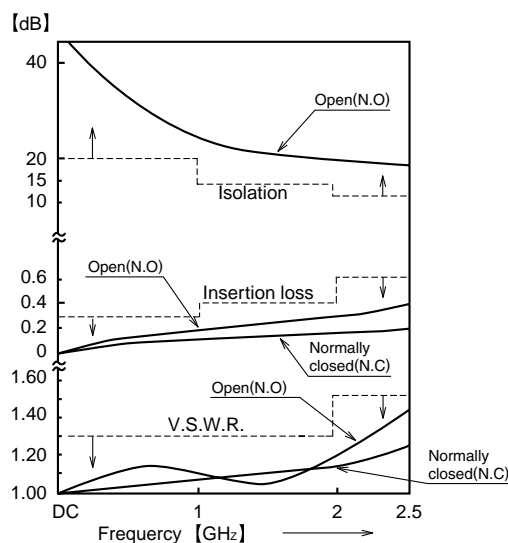 【dB】
40
Open(N.O)
20
15
10
Isolation
0.6
Open(N.O)
Insertion loss
0.4
0.2
0
Normally
closed(N.C)
1.60
Open(N.O)
1.40
V.S.W.R.
1.20
Normally
closed(N.C)
1.00
DC 1 2 2.5
Frequercy 【GHz】